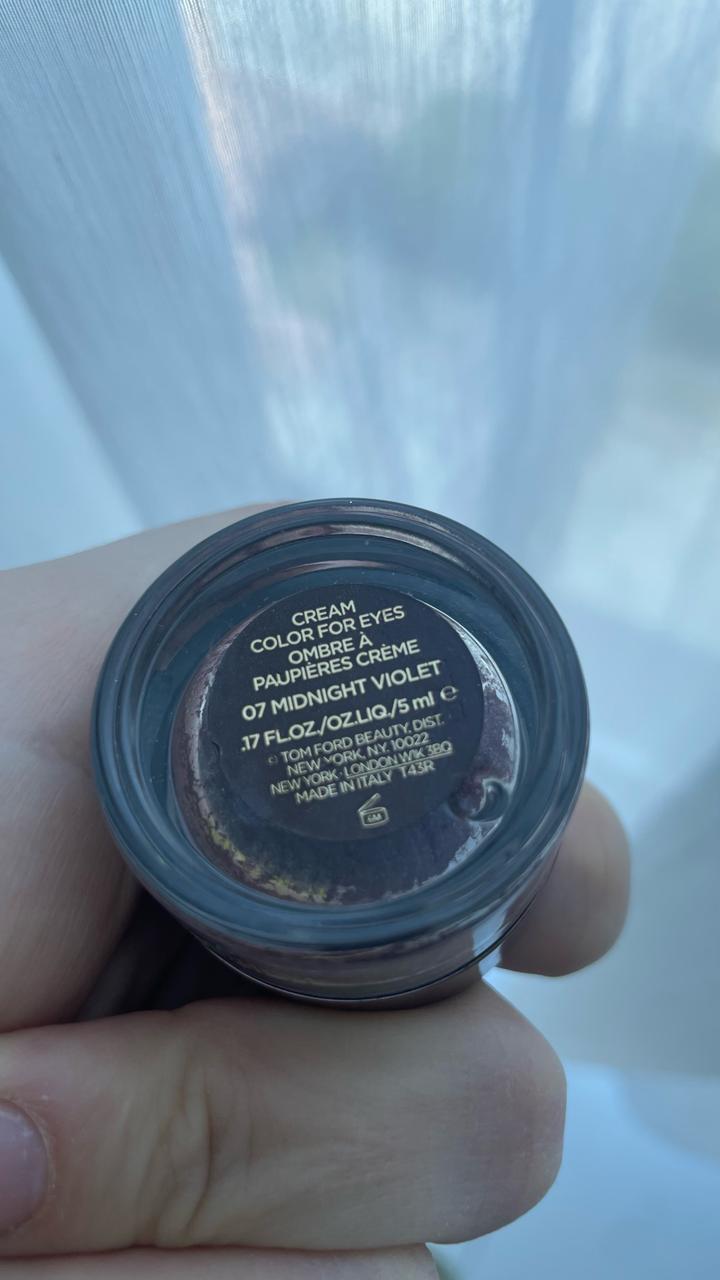 CREAM
COLOR FOR EYES
OMBRE À
PAUPIÈRES CRÈME
07 MIDNIGHT VIOLET
.17 FL.OZ./OZ.LIQ./5 ml ℮
© TOM FORD BEAUTY, DIST.
NEW YORK, NY. 10022
NEW YORK · LONDON W1K 3BQ
MADE IN ITALY T43R
6M